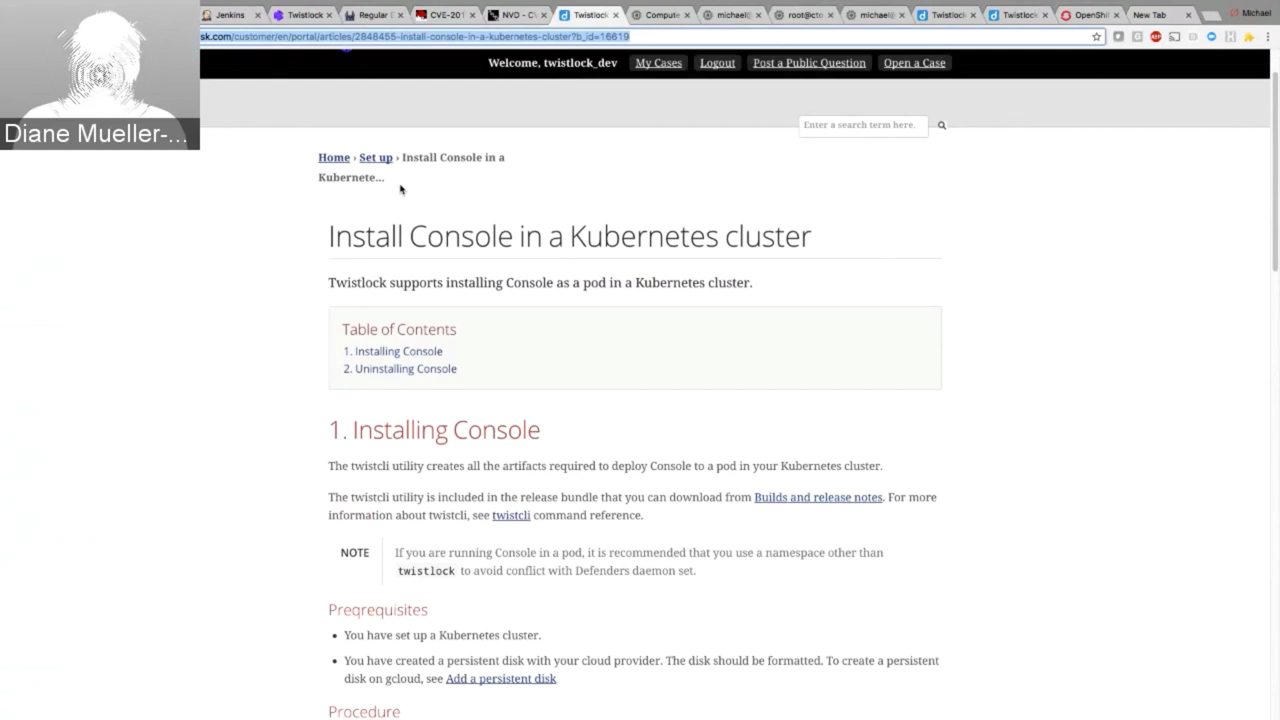 Jenkins
Twistlock
Regular E
CVE-201
NVD - CV
Twistlock
Compute
michael@
root@cto
michael@
Twistlock
Twistlock
OpenShif
New Tab
Michael
sk.com/customer/en/portal/articles/2848455-install-console-in-a-kubernetes-cluster?b_id=16619
Diane Mueller-...
Welcome, twistlock_dev My Cases Logout Post a Public Question Open a Case
Enter a search term here.
Home › Set up › Install Console in a
Kubernete...
Install Console in a Kubernetes cluster
Twistlock supports installing Console as a pod in a Kubernetes cluster.
Table of Contents
1. Installing Console
2. Uninstalling Console
1. Installing Console
The twistcli utility creates all the artifacts required to deploy Console to a pod in your Kubernetes cluster.
The twistcli utility is included in the release bundle that you can download from Builds and release notes. For more
information about twistcli, see twistcli command reference.
NOTE
If you are running Console in a pod, it is recommended that you use a namespace other than
twistlock to avoid conflict with Defenders daemon set.
Preqrequisites
• You have set up a Kubernetes cluster.
• You have created a persistent disk with your cloud provider. The disk should be formatted. To create a persistent
disk on gcloud, see Add a persistent disk
Procedure